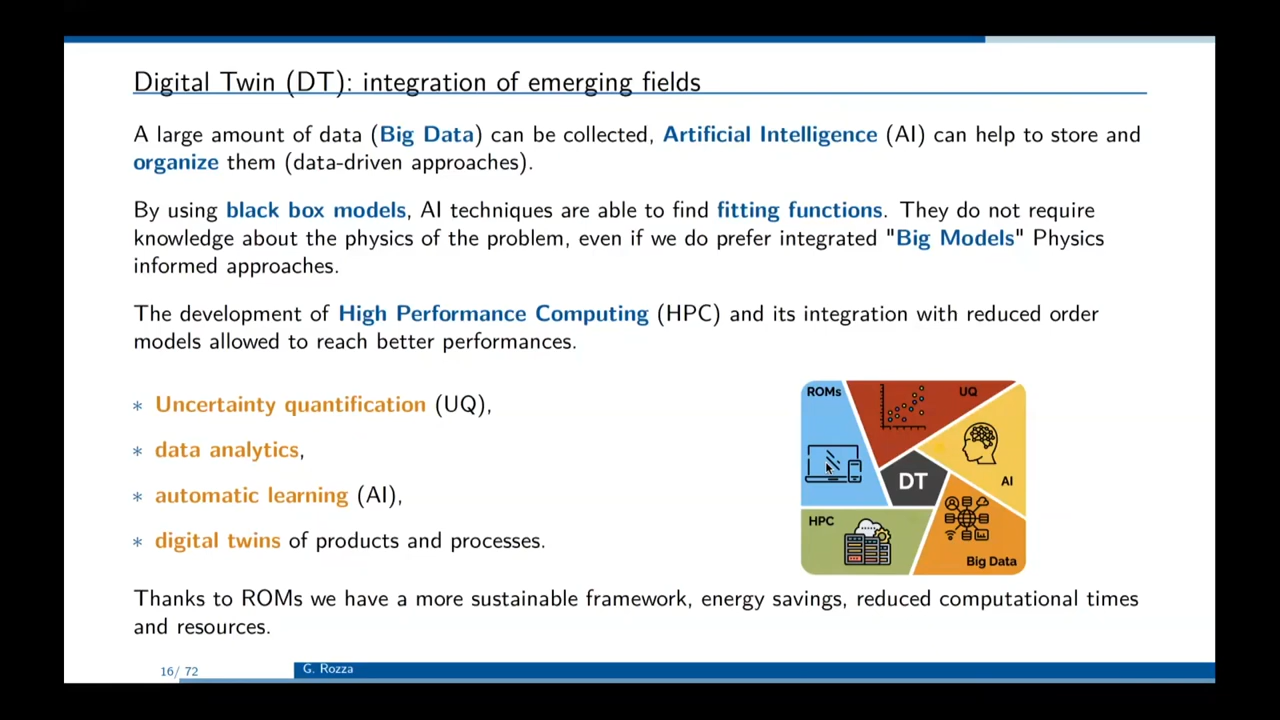 Digital Twin (DT): integration of emerging fields
A large amount of data (Big Data) can be collected, Artificial Intelligence (AI) can help to store and
organize them (data-driven approaches).
By using black box models, AI techniques are able to find fitting functions. They do not require
knowledge about the physics of the problem, even if we do prefer integrated "Big Models" Physics
informed approaches.
The development of High Performance Computing (HPC) and its integration with reduced order
models allowed to reach better performances.
* Uncertainty quantification (UQ),
* data analytics,
* automatic learning (AI),
* digital twins of products and processes.
ROMs
UQ
DT
AI
HPC
Big Data
Thanks to ROMs we have a more sustainable framework, energy savings, reduced computational times
and resources.
16/ 72
G. Rozza